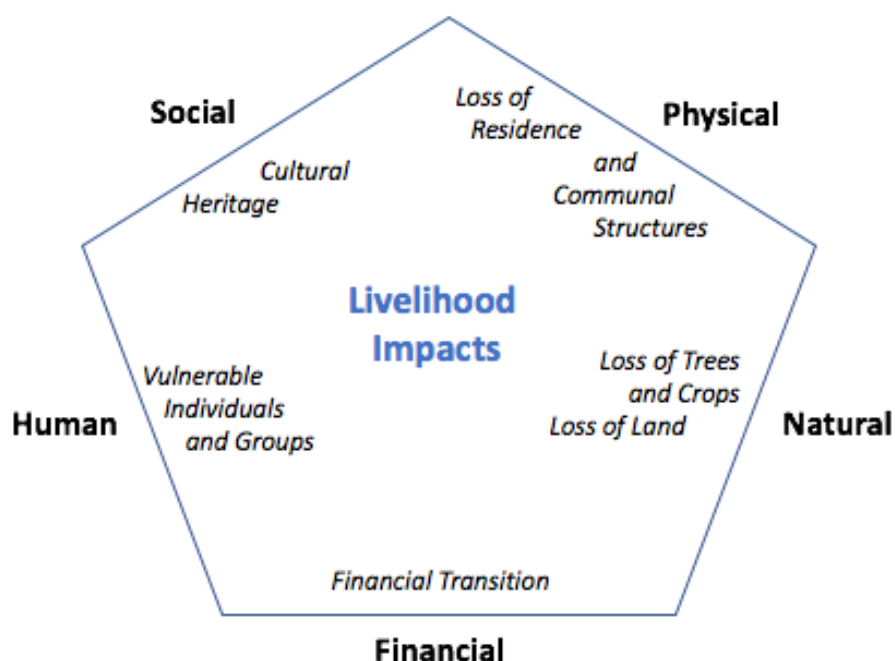 Social
Physical
Cultural
Heritage
Loss of
Residence
and
Communal
Structures
Livelihood
Impacts
Human
Vulnerable
Individuals
and Groups
Loss of Trees
and Crops
Loss of Land
Natural
Financial Transition
Financial